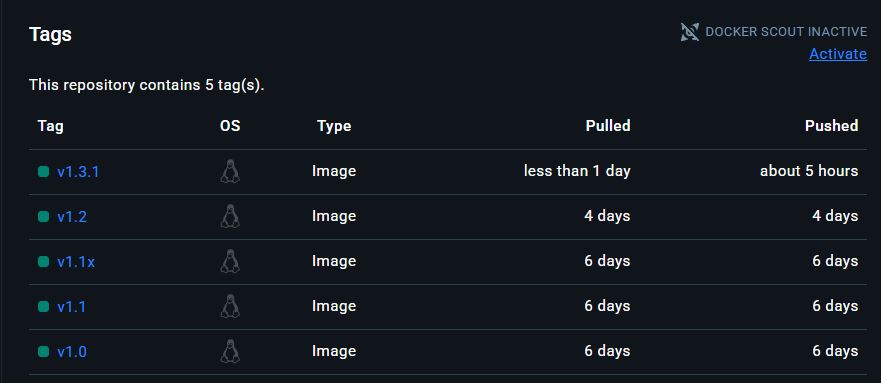 Tags
DOCKER SCOUT INACTIVE
Activate
This repository contains 5 tag(s).
Tag OS Type Pulled Pushed
v1.3.1 Image less than 1 day about 5 hours
v1.2 Image 4 days 4 days
v1.1x Image 6 days 6 days
v1.1 Image 6 days 6 days
v1.0 Image 6 days 6 days